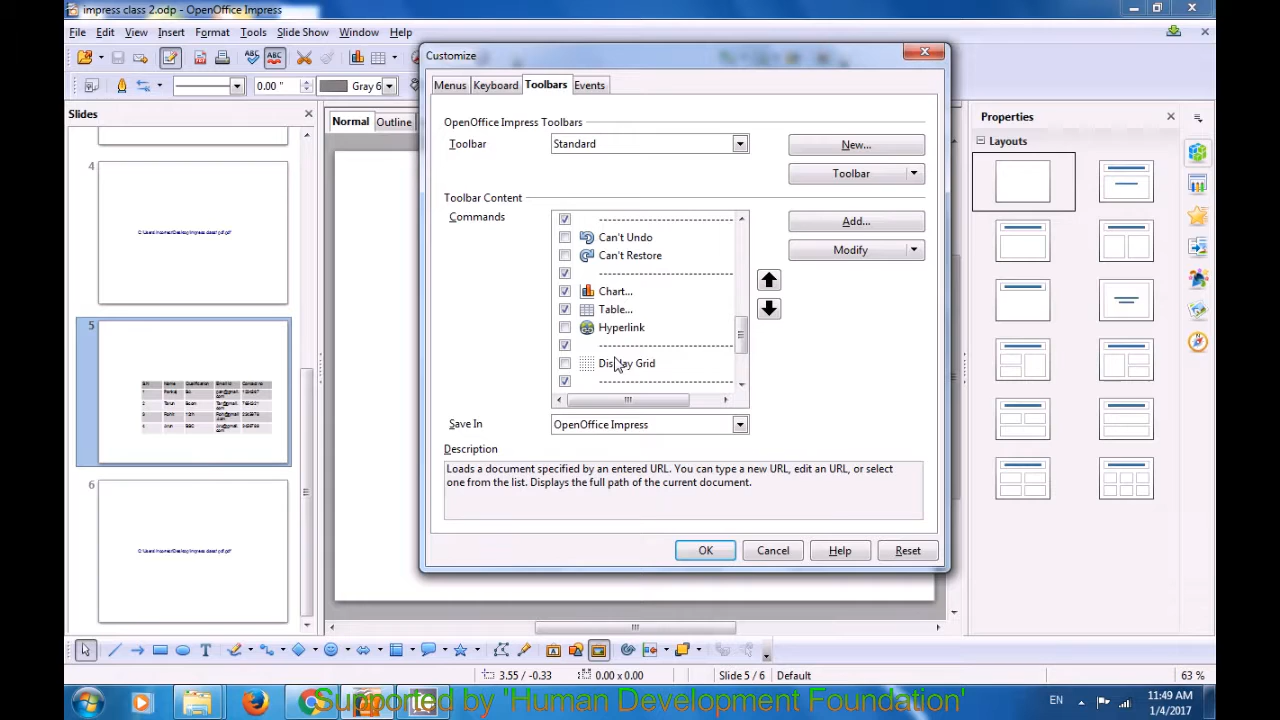 impress class 2.odp - OpenOffice Impress
File Edit View Insert Format Tools Slide Show Window Help
0.00 " Gray 6
Slides
4
5
6
Normal Outline
Customize
Menus Keyboard Toolbars Events
OpenOffice Impress Toolbars
Toolbar Standard New...
Toolbar
Toolbar Content
Commands Add...
Modify
Can't Undo
Can't Restore
Chart...
Table...
Hyperlink
Display Grid
Save In OpenOffice Impress
Description
Loads a document specified by an entered URL. You can type a new URL, edit an URL, or select
one from the list. Displays the full path of the current document.
OK Cancel Help Reset
Properties
Layouts
3.55 / -0.33 0.00 x 0.00 Slide 5 / 6 Default 63 %
Supported by 'Human Development Foundation'
EN 11:49 AM
1/4/2017